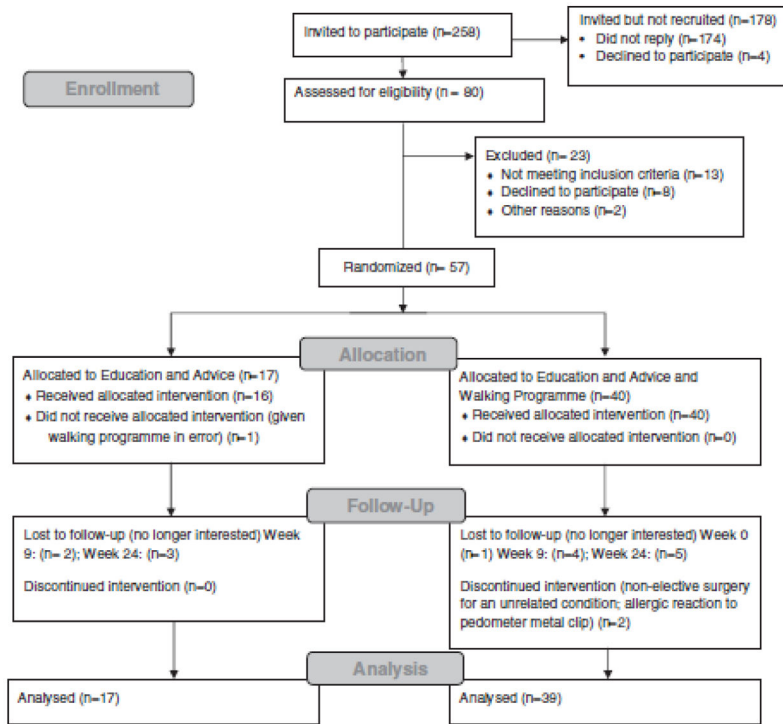 Invited to participate (n=258)
Invited but not recruited (n=178)
• Did not reply (n=174)
• Declined to participate (n=4)
Enrollment
Assessed for eligibility (n= 80)
Excluded (n= 23)
♦ Not meeting inclusion criteria (n=13)
♦ Declined to participate (n=8)
♦ Other reasons (n=2)
Randomized (n= 57)
Allocation
Allocated to Education and Advice (n=17)
♦ Received allocated intervention (n=16)
♦ Did not receive allocated intervention (given
walking programme in error) (n=1)
Allocated to Education and Advice and
Walking Programme (n=40)
♦ Received allocated intervention (n=40)
♦ Did not receive allocated intervention (n=0)
Follow-Up
Lost to follow-up (no longer interested) Week
9: (n= 2); Week 24: (n=3)
Discontinued intervention (n=0)
Lost to follow-up (no longer interested) Week 0
(n=1) Week 9: (n=4); Week 24: (n=5)
Discontinued intervention (non-elective surgery
for an unrelated condition; allergic reaction to
pedometer metal clip) (n=2)
Analysis
Analysed (n=17)
Analysed (n=39)